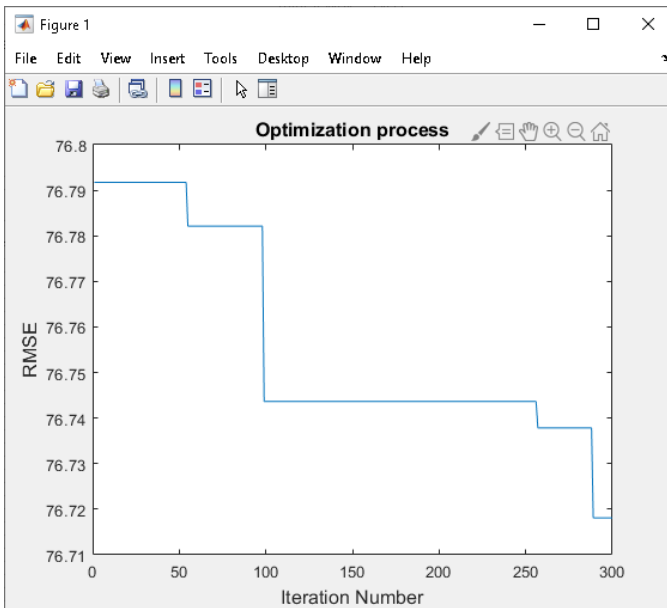 Figure 1
File Edit View Insert Tools Desktop Window Help
Optimization process
76.8
76.79
76.78
76.77
76.76
76.75
76.74
76.73
76.72
76.71
RMSE
0 50 100 150 200 250 300
Iteration Number